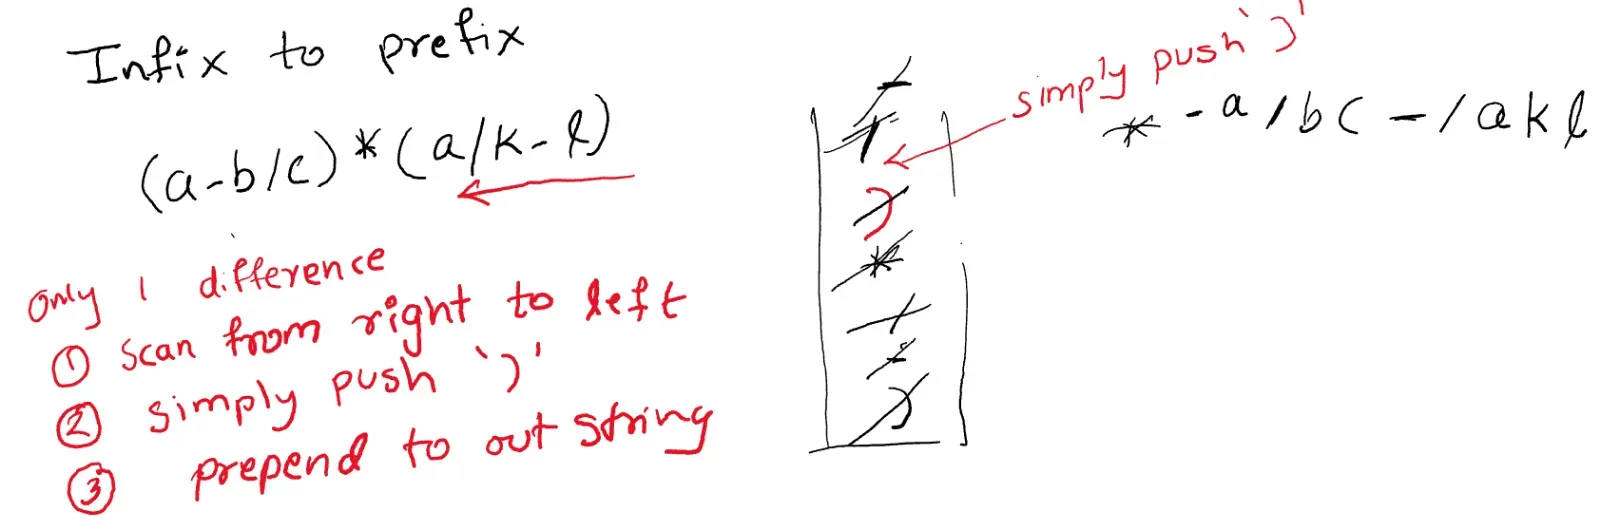 Infix to prefix
(a-b/c)*(a/k-l)
only 1 difference
① scan from right to left
② simply push ')'
③ prepend to out string
-
/
)
*
/
-
)
simply push ')'
*-a/bc-/akl